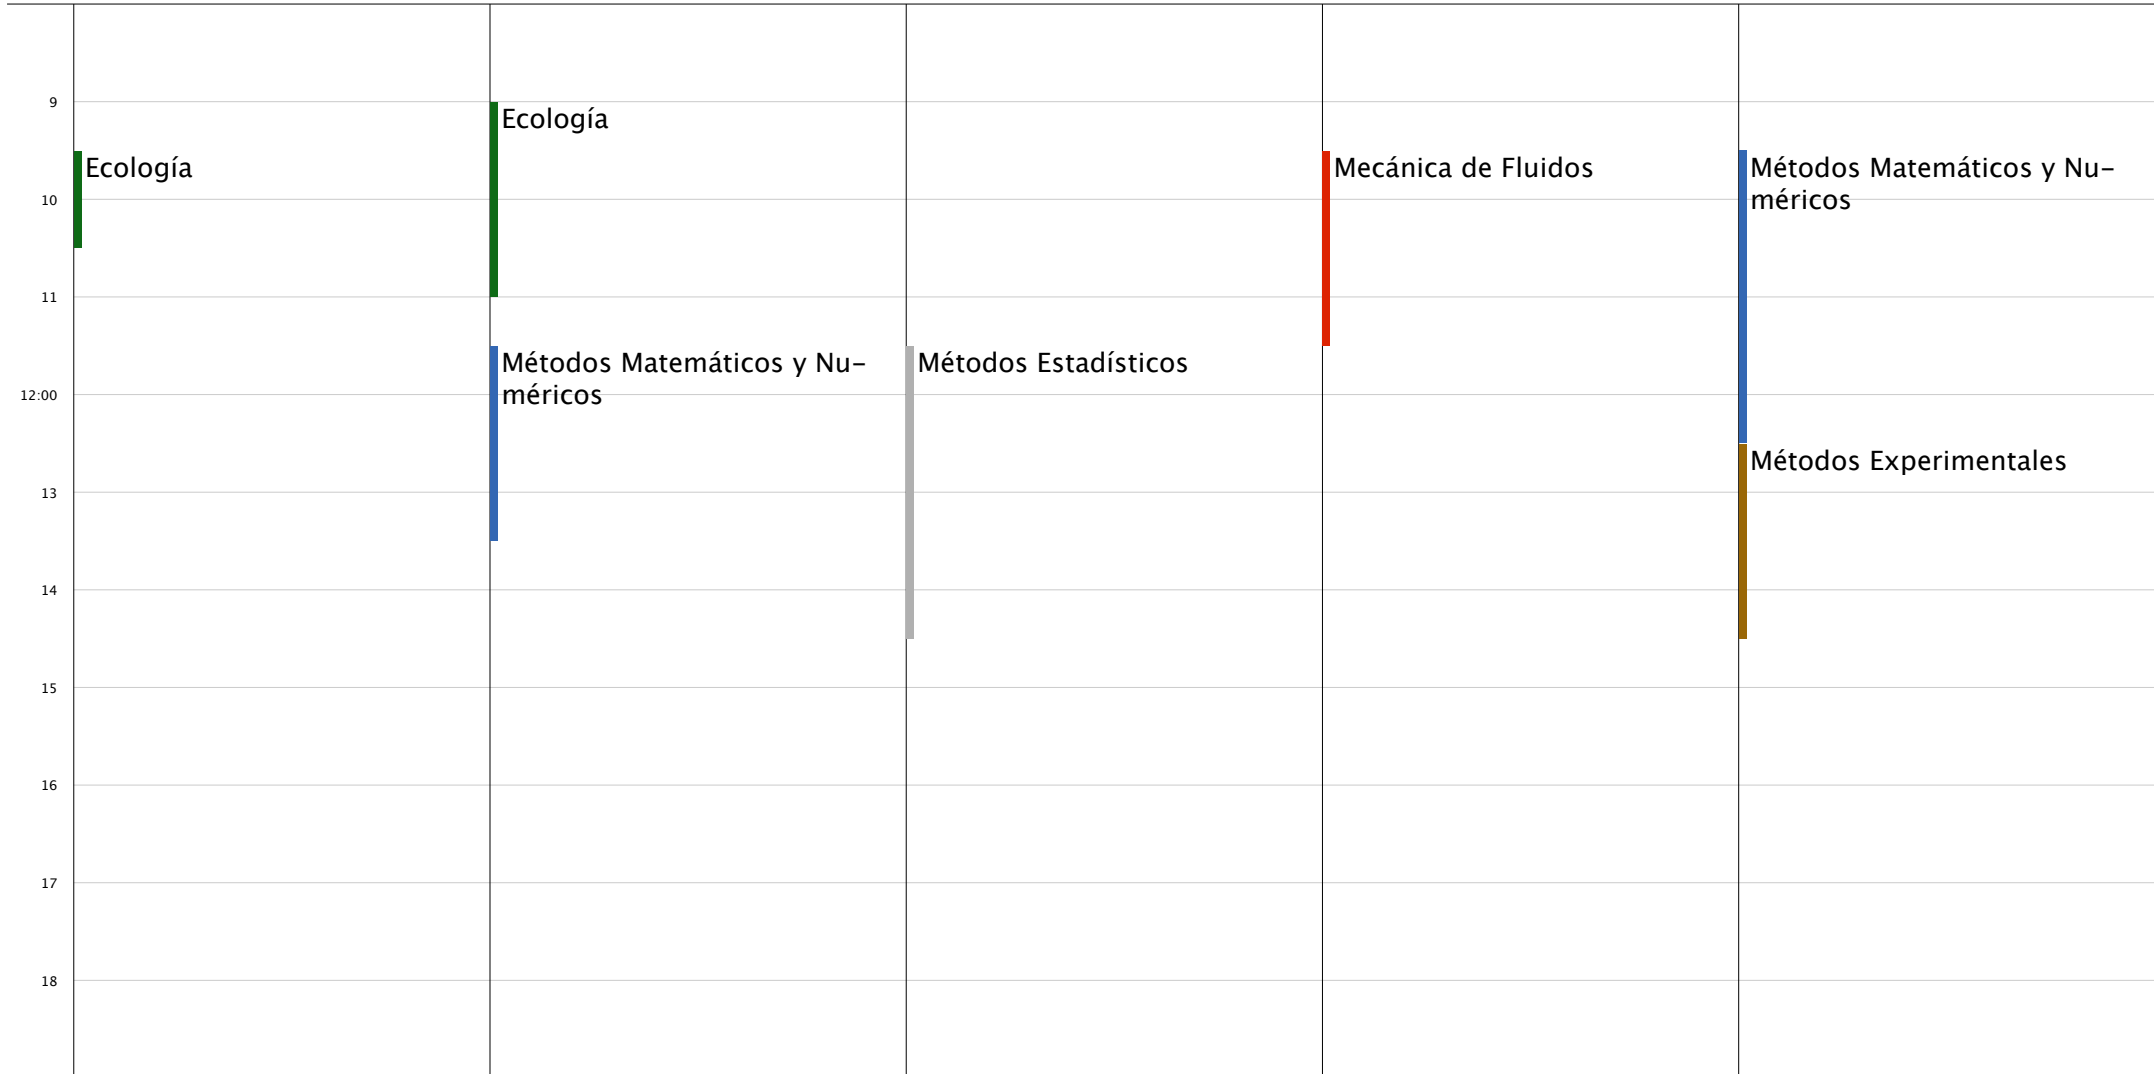 9
Ecología
Ecología
Mecánica de Fluidos
Métodos Matemáticos y Nu-
méricos
10
11
Métodos Matemáticos y Nu-
méricos
Métodos Estadísticos
12:00
Métodos Experimentales
13
14
15
16
17
18